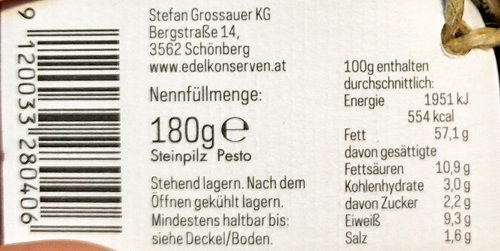 9 120033 280406
Stefan Grossauer KG
Bergstraße 14,
3562 Schönberg
www.edelkonserven.at
Nennfüllmenge:
180g ℮
Steinpilz Pesto
Stehend lagern. Nach dem
Öffnen gekühlt lagern.
Mindestens haltbar bis:
siehe Deckel/Boden.
100g enthalten
durchschnittlich:
Energie 1951 kJ
554 kcal
Fett 57,1 g
davon gesättigte
Fettsäuren 10,9 g
Kohlenhydrate 3,0 g
davon Zucker 2,2 g
Eiweiß 9,3 g
Salz 1,6 g